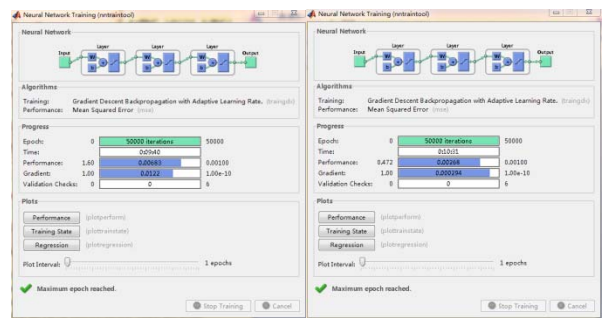 Neural Network Training (nntraintool)
Neural Network
Layer Layer Layer
Input Output
W W W
b b b
Algorithms
Training: Gradient Descent Backpropagation with Adaptive Learning Rate. (traingdx)
Performance: Mean Squared Error (mse)
Progress
Epoch: 0 50000 iterations 50000
Time: 0:09:40
Performance: 1.60 0.00683 0.00100
Gradient: 1.00 0.0122 1.00e-10
Validation Checks: 0 0 6
Plots
Performance (plotperform)
Training State (plottrainstate)
Regression (plotregression)
Plot Interval: 1 epochs
Maximum epoch reached.
Stop Training Cancel
Neural Network Training (nntraintool)
Neural Network
Layer Layer Layer
Input Output
W W W
b b b
Algorithms
Training: Gradient Descent Backpropagation with Adaptive Learning Rate. (traingdx)
Performance: Mean Squared Error (mse)
Progress
Epoch: 0 50000 iterations 50000
Time: 0:10:31
Performance: 0.472 0.00100
Gradient: 1.00 0.000394 1.00e-10
Validation Checks: 0 0 6
Plots
Performance (plotperform)
Training State (plottrainstate)
Regression (plotregression)
Plot Interval: 1 epochs
Maximum epoch reached.
Stop Training Cancel